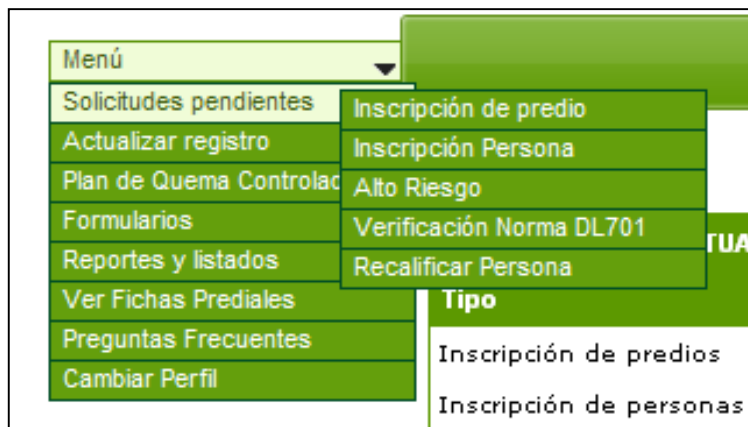 Menú
Solicitudes pendientes
Actualizar registro
Plan de Quema Controlac
Formularios
Reportes y listados
Ver Fichas Prediales
Preguntas Frecuentes
Cambiar Perfil
Inscripción de predio
Inscripción Persona
Alto Riesgo
Verificación Norma DL701
Recalificar Persona
TUA
Tipo
Inscripción de predios
Inscripción de personas